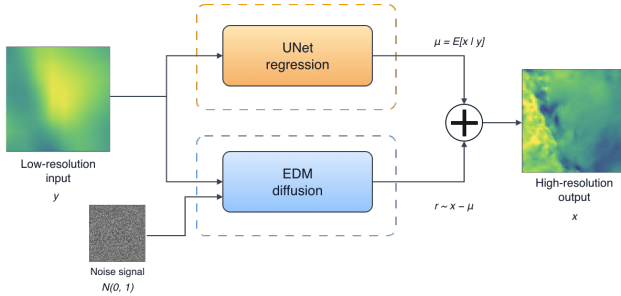 UNet
regression
μ = E[x | y]
Low-resolution
input
y
EDM
diffusion
r ~ x − μ
High-resolution
output
x
Noise signal
N(0, 1)